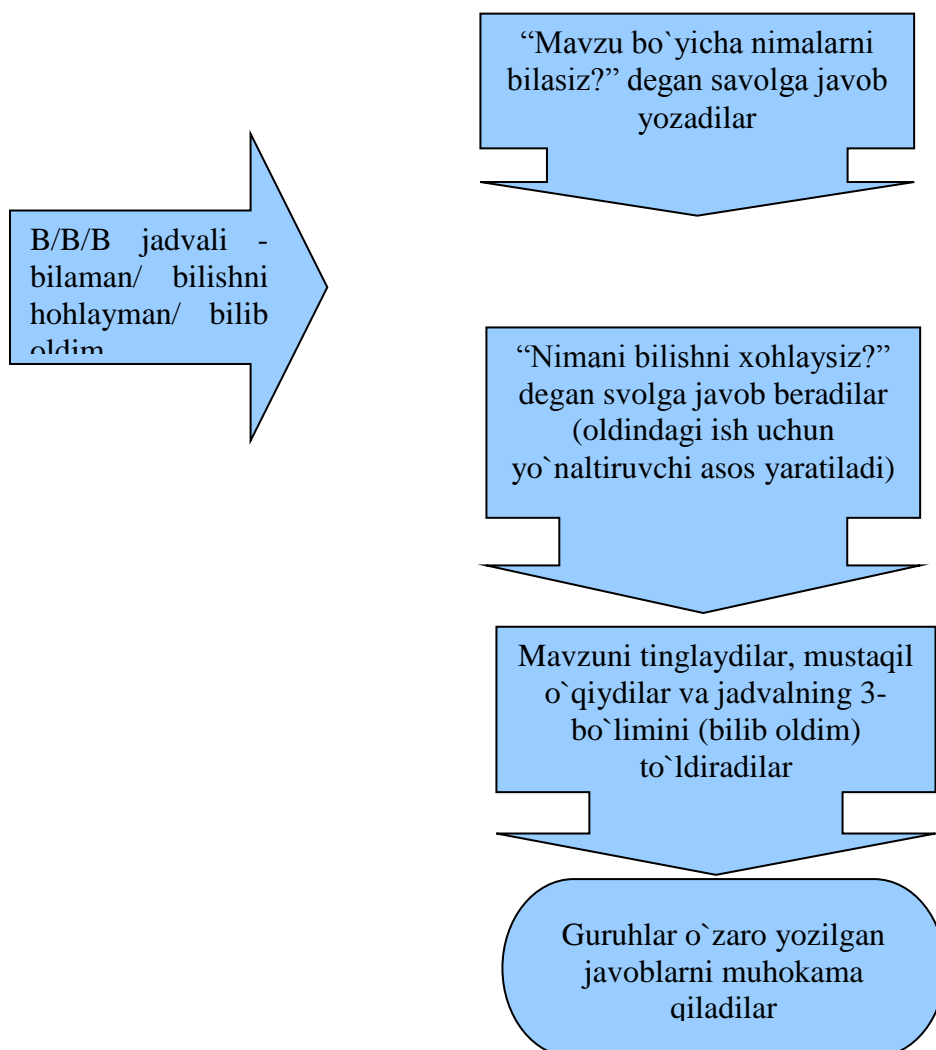 “Mavzu bo`yicha nimalarni
bilasiz?” degan savolga javob
yozadilar
B/B/B jadvali -
bilaman/ bilishni
hohlayman/ bilib
oldim
“Nimani bilishni xohlaysiz?”
degan svolga javob beradilar
(oldindagi ish uchun
yo`naltiruvchi asos yaratiladi)
Mavzuni tinglaydilar, mustaqil
o`qiydilar va jadvalning 3-
bo`limini (bilib oldim)
to`ldiradilar
Guruhlar o`zaro yozilgan
javoblarni muhokama
qiladilar